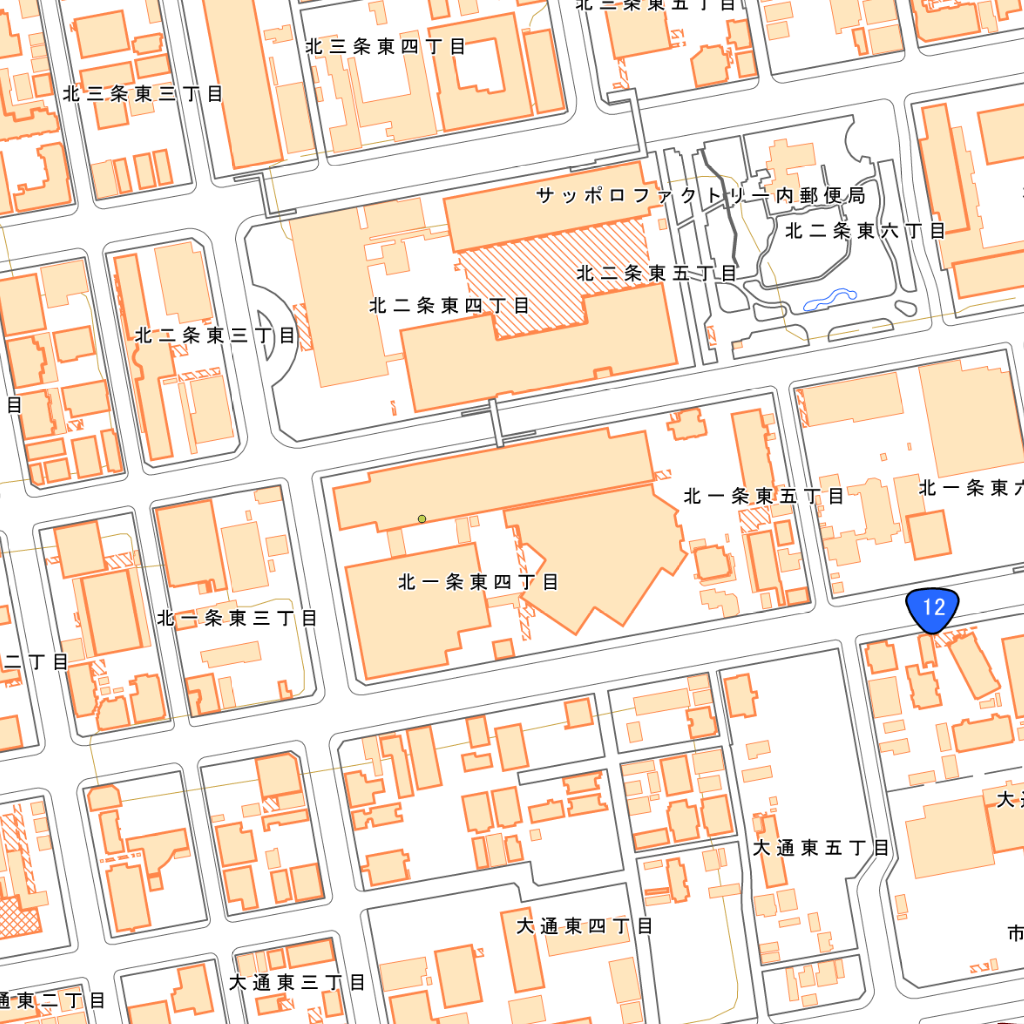 北三条東五丁目
北三条東四丁目
北三条東三丁目
サッポロファクトリー内郵便局
北二条東六丁目
北二条東五丁目
北二条東四丁目
北二条東三丁目
目
北一条東六
北一条東五丁目
北一条東四丁目
12
北一条東三丁目
二丁目
大通
大通東五丁目
大通東四丁目
市
大通東三丁目
通東二丁目